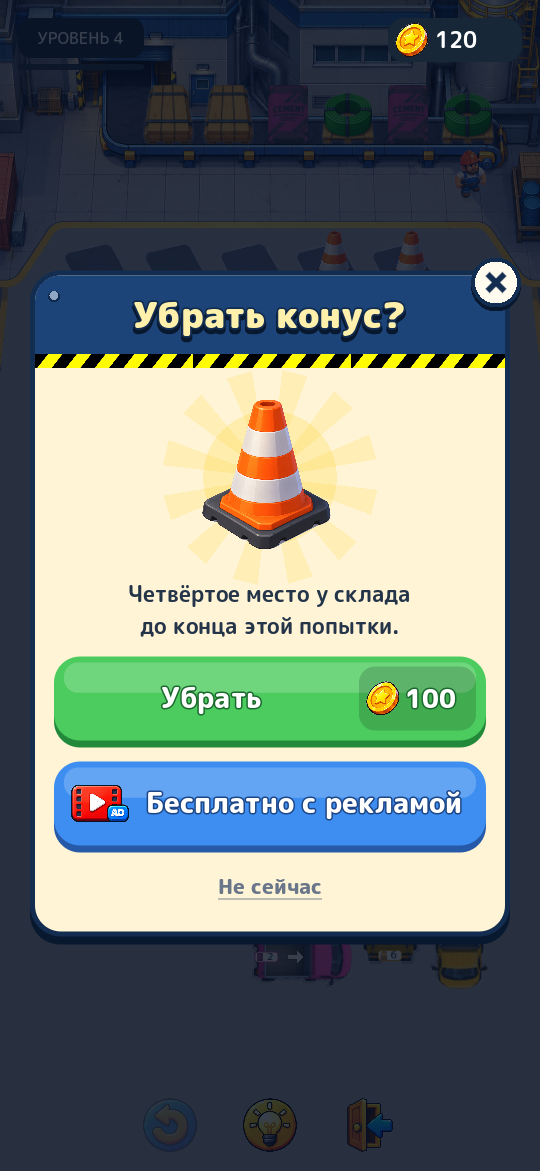 УРОВЕНЬ 4
120
Убрать конус?
Четвёртое место у склада
до конца этой попытки.
Убрать
100
AD
Бесплатно с рекламой
Не сейчас